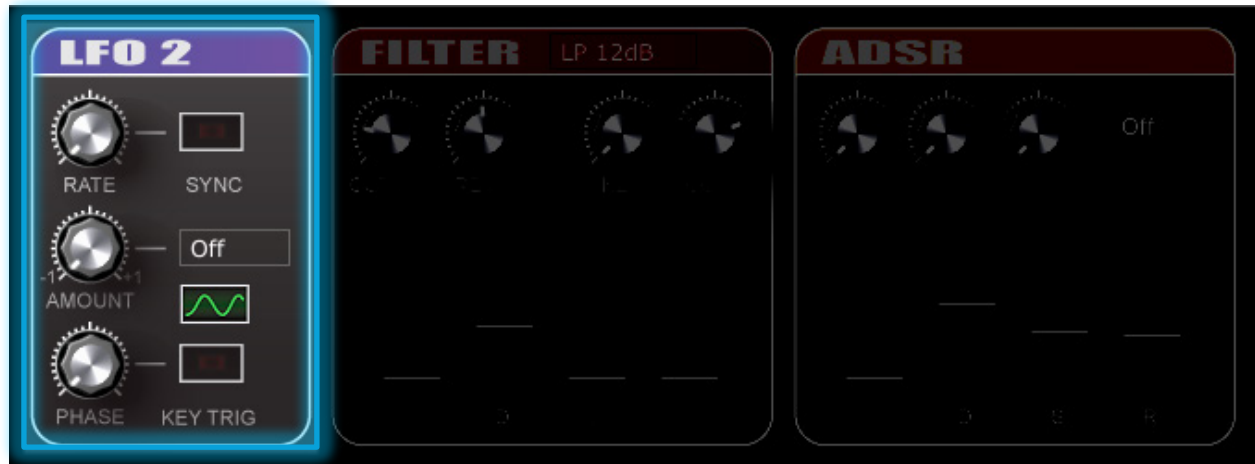 LFO 2
RATE
SYNC
Off
-1
+1
AMOUNT
PHASE
KEY TRIG
FILTER
LP 12dB
D
ADSR
Off
D
S
R